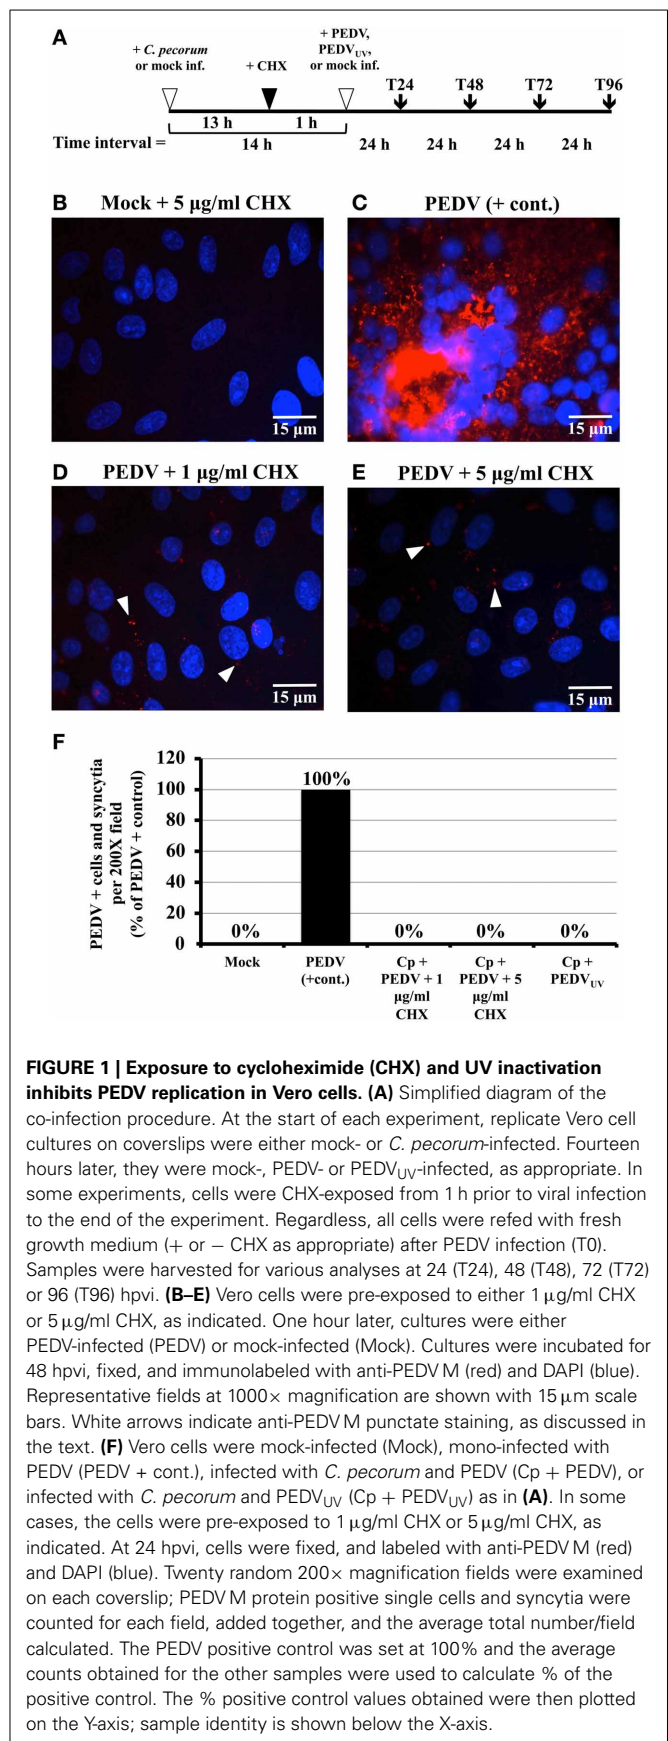 A
+ C. pecorum
or mock inf.
+ CHX
+ PEDV,
PEDVUV,
or mock inf.
T24
T48
T72
T96
13 h
1 h
Time interval =
14 h
24 h
24 h
24 h
24 h
B
Mock + 5 µg/ml CHX
15 µm
C
PEDV (+ cont.)
15 µm
D
PEDV + 1 µg/ml CHX
15 µm
E
PEDV + 5 µg/ml CHX
15 µm
F
PEDV + cells and syncytia
per 200X field
(% of PEDV + control)
120
100
80
60
40
20
0
0%
100%
0%
0%
0%
Mock
PEDV
(+cont.)
Cp +
PEDV + 1
µg/ml
CHX
Cp +
PEDV + 5
µg/ml
CHX
Cp +
PEDVUV
FIGURE 1 | Exposure to cycloheximide (CHX) and UV inactivation
inhibits PEDV replication in Vero cells. (A) Simplified diagram of the
co-infection procedure. At the start of each experiment, replicate Vero cell
cultures on coverslips were either mock- or C. pecorum-infected. Fourteen
hours later, they were mock-, PEDV- or PEDVUV-infected, as appropriate. In
some experiments, cells were CHX-exposed from 1 h prior to viral infection
to the end of the experiment. Regardless, all cells were refed with fresh
growth medium (+ or − CHX as appropriate) after PEDV infection (T0).
Samples were harvested for various analyses at 24 (T24), 48 (T48), 72 (T72)
or 96 (T96) hpvi. (B–E) Vero cells were pre-exposed to either 1 µg/ml CHX
or 5 µg/ml CHX, as indicated. One hour later, cultures were either
PEDV-infected (PEDV) or mock-infected (Mock). Cultures were incubated for
48 hpvi, fixed, and immunolabeled with anti-PEDV M (red) and DAPI (blue).
Representative fields at 1000× magnification are shown with 15 µm scale
bars. White arrows indicate anti-PEDV M punctate staining, as discussed in
the text. (F) Vero cells were mock-infected (Mock), mono-infected with
PEDV (PEDV + cont.), infected with C. pecorum and PEDV (Cp + PEDV), or
infected with C. pecorum and PEDVUV (Cp + PEDVUV) as in (A). In some
cases, the cells were pre-exposed to 1 µg/ml CHX or 5 µg/ml CHX, as
indicated. At 24 hpvi, cells were fixed, and labeled with anti-PEDV M (red)
and DAPI (blue). Twenty random 200× magnification fields were examined
on each coverslip; PEDV M protein positive single cells and syncytia were
counted for each field, added together, and the average total number/field
calculated. The PEDV positive control was set at 100% and the average
counts obtained for the other samples were used to calculate % of the
positive control. The % positive control values obtained were then plotted
on the Y-axis; sample identity is shown below the X-axis.